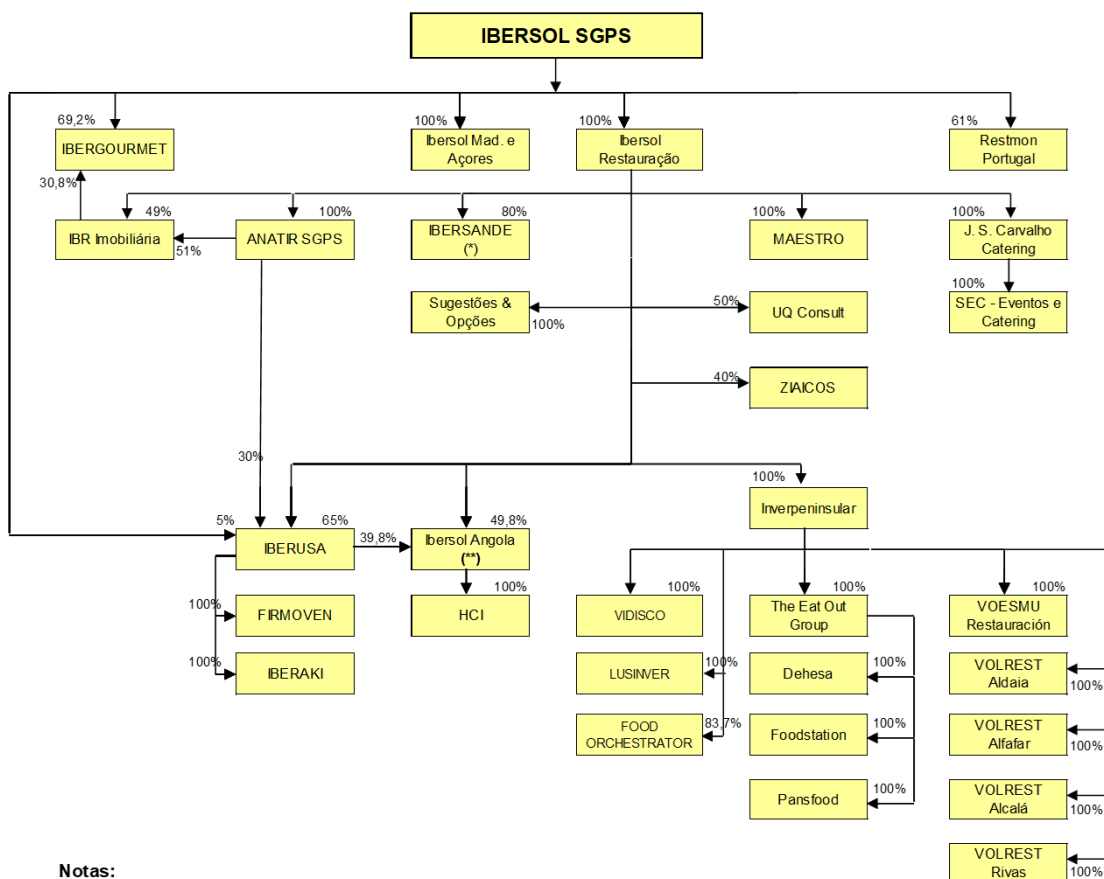 IBERSOL SGPS
69,2%
100%
100%
61%
IBERGOURMET
Ibersol Mad. e
Açores
Ibersol
Restauração
Restmon
Portugal
30,8%
49%
100%
80%
100%
100%
IBR Imobiliária
51%
ANATIR SGPS
IBERSANDE
(*)
MAESTRO
J. S. Carvalho
Catering
100%
Sugestões &
Opções
100%
50%
UQ Consult
SEC - Eventos e
Catering
40%
ZIAICOS
30%
100%
Inverpeninsular
5%
65%
39,8%
49,8%
IBERUSA
Ibersol Angola
(**)
100%
100%
100%
100%
100%
FIRMOVEN
HCI
VIDISCO
The Eat Out
Group
VOESMU
Restauración
100%
IBERAKI
LUSINVER
100%
Dehesa
100%
VOLREST
Aldaia
100%
FOOD
ORCHESTRATOR
83,7%
Foodstation
100%
VOLREST
Alfafar
100%
Pansfood
100%
VOLREST
Alcalá
100%
VOLREST
Rivas
100%
Notas: